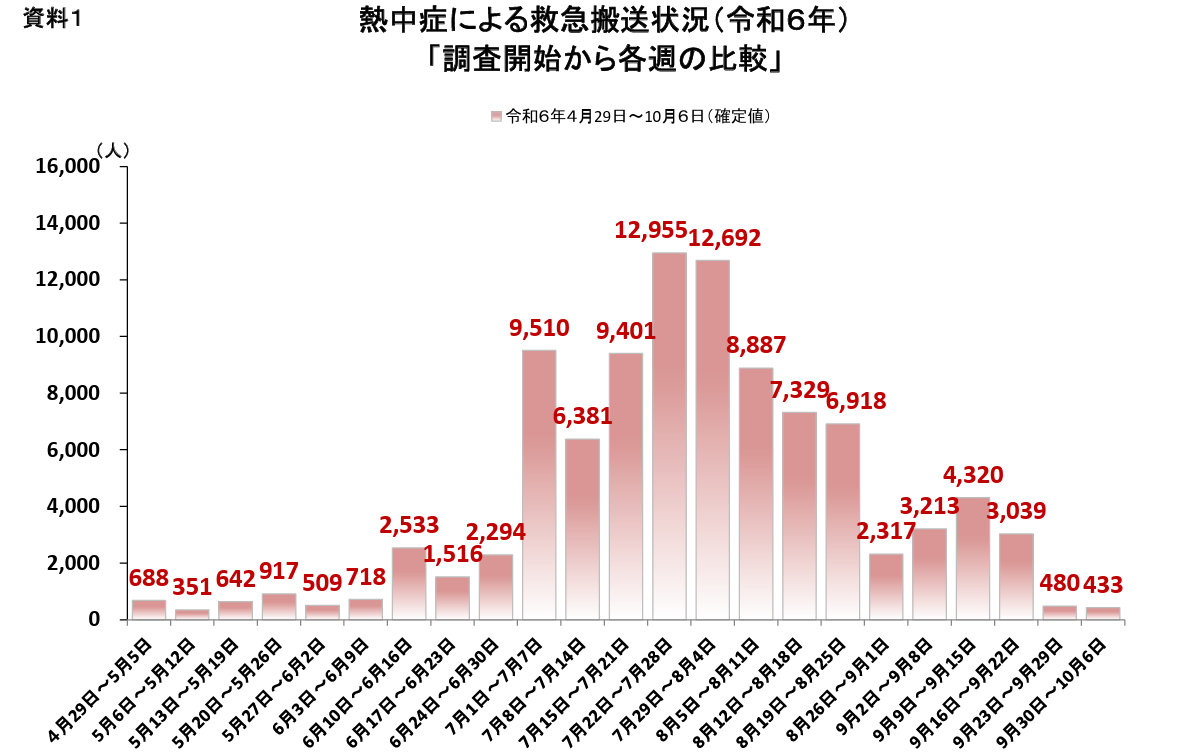 資料１
熱中症による救急搬送状況（令和６年）
「調査開始から各週の比較」
令和６年４月29日～10月６日（確定値）
（人）
16,000
14,000
12,000
10,000
8,000
6,000
4,000
2,000
0
688
351
642
917
509
718
2,533
1,516
2,294
9,510
6,381
9,401
12,955
12,692
8,887
7,329
6,918
2,317
3,213
4,320
3,039
480
433
4月29日～5月5日
5月6日～5月12日
5月13日～5月19日
5月20日～5月26日
5月27日～6月2日
6月3日～6月9日
6月10日～6月16日
6月17日～6月23日
6月24日～6月30日
7月1日～7月7日
7月8日～7月14日
7月15日～7月21日
7月22日～7月28日
7月29日～8月4日
8月5日～8月11日
8月12日～8月18日
8月19日～8月25日
8月26日～9月1日
9月2日～9月8日
9月9日～9月15日
9月16日～9月22日
9月23日～9月29日
9月30日～10月6日